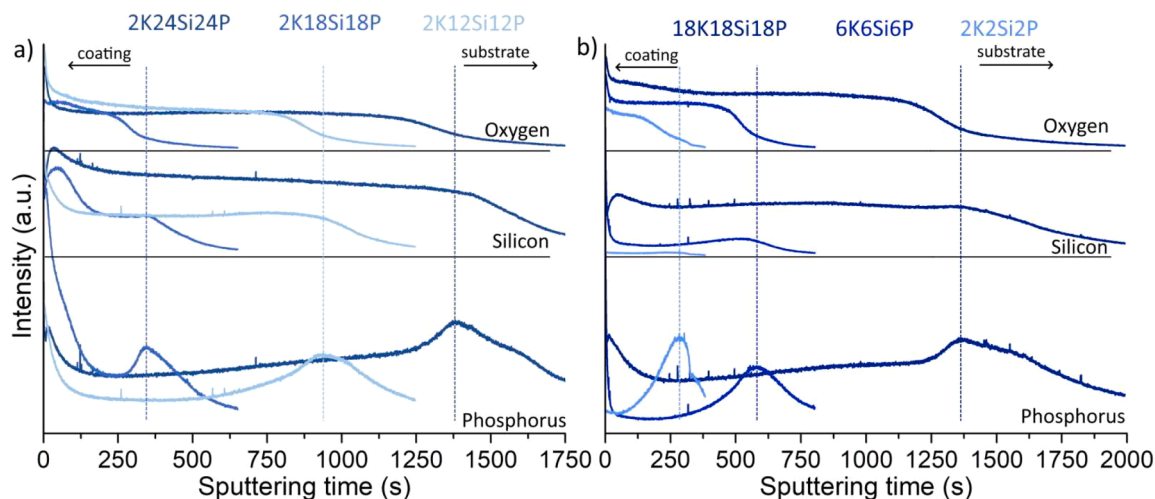 a)
2K24Si24P 2K18Si18P 2K12Si12P
coating substrate
Oxygen
Silicon
Phosphorus
Intensity (a.u.)
0 250 500 750 1000 1250 1500 1750
Sputtering time (s)
b)
18K18Si18P 6K6Si6P 2K2Si2P
coating substrate
Oxygen
Silicon
Phosphorus
0 250 500 750 1000 1250 1500 1750 2000
Sputtering time (s)